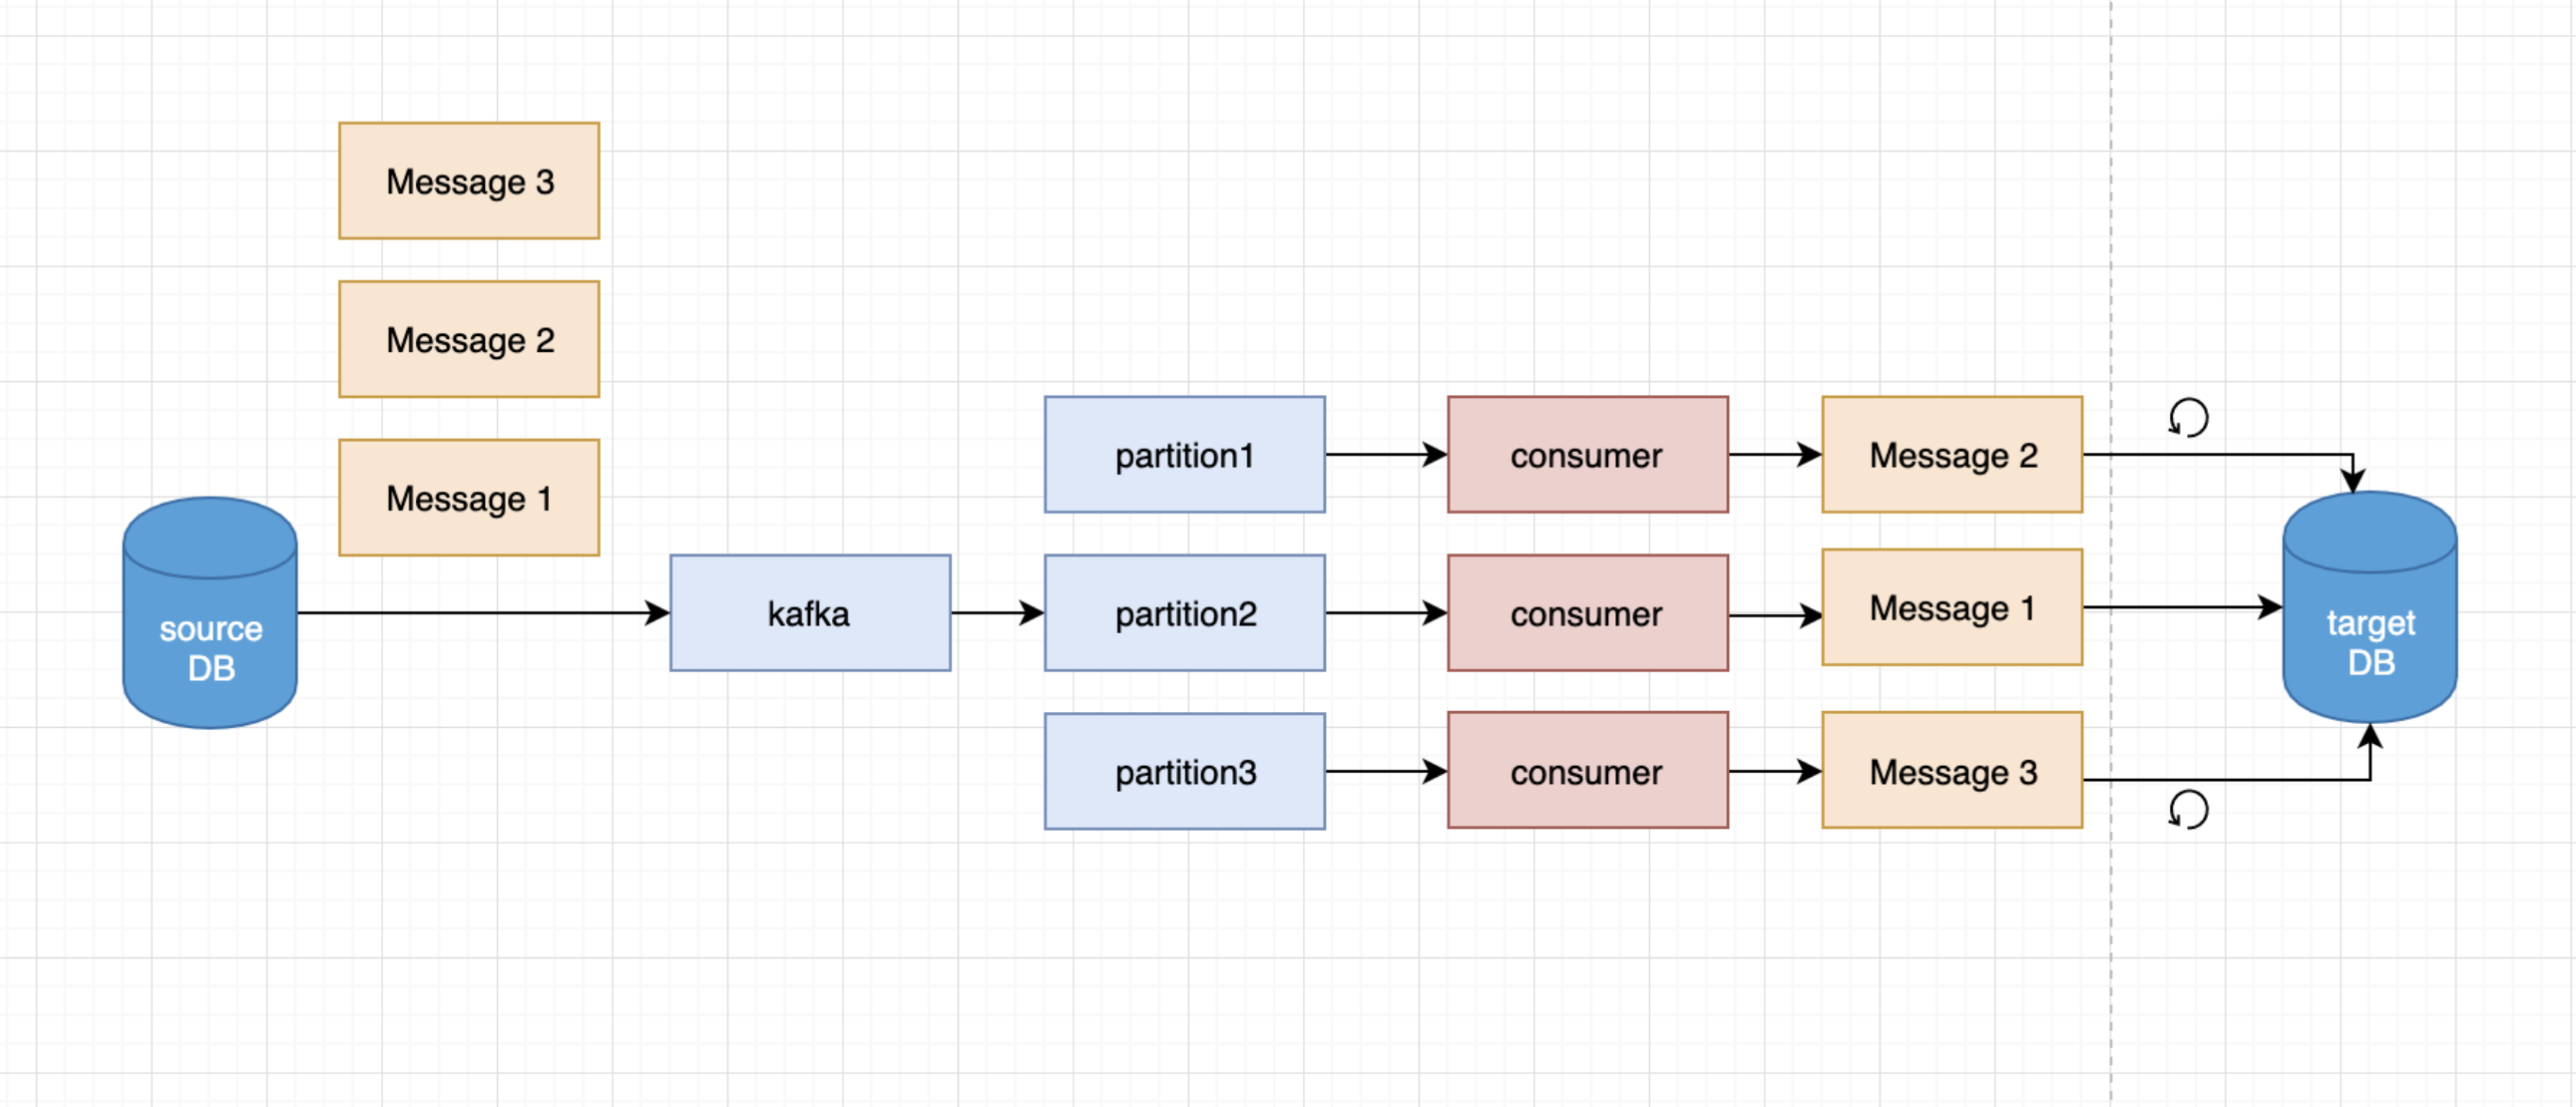 Message 3
Message 2
Message 1
source
DB
kafka
partition1
consumer
Message 2
partition2
consumer
Message 1
partition3
consumer
Message 3
target
DB